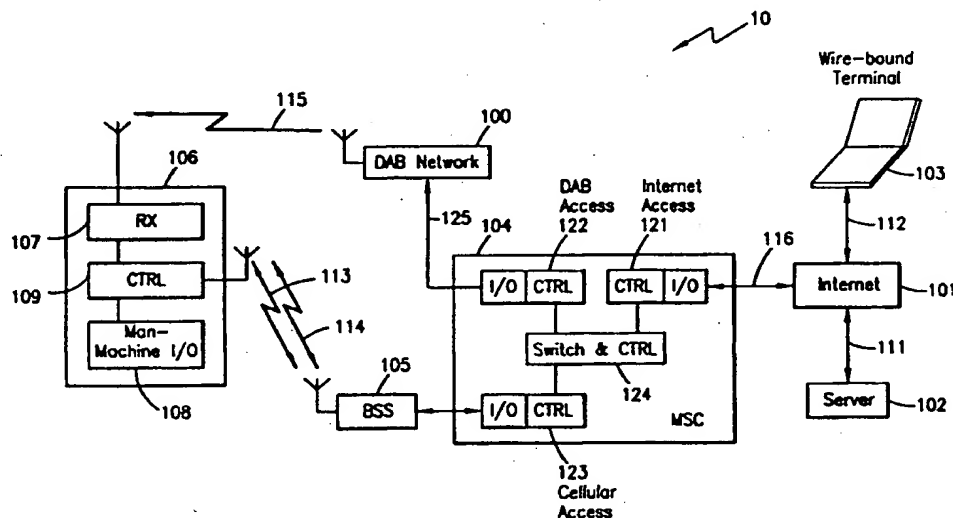 10
Wire-bound
Terminal
115
100
106
DAB Network
DAB
Access
122
Internet
Access
121
103
112
125
104
116
107
RX
113
I/O
CTRL
CTRL
I/O
Internet
101
109
CTRL
114
Man-
Machine I/O
Switch & CTRL
124
111
105
108
BSS
I/O
CTRL
MSC
Server
102
123
Cellular
Access